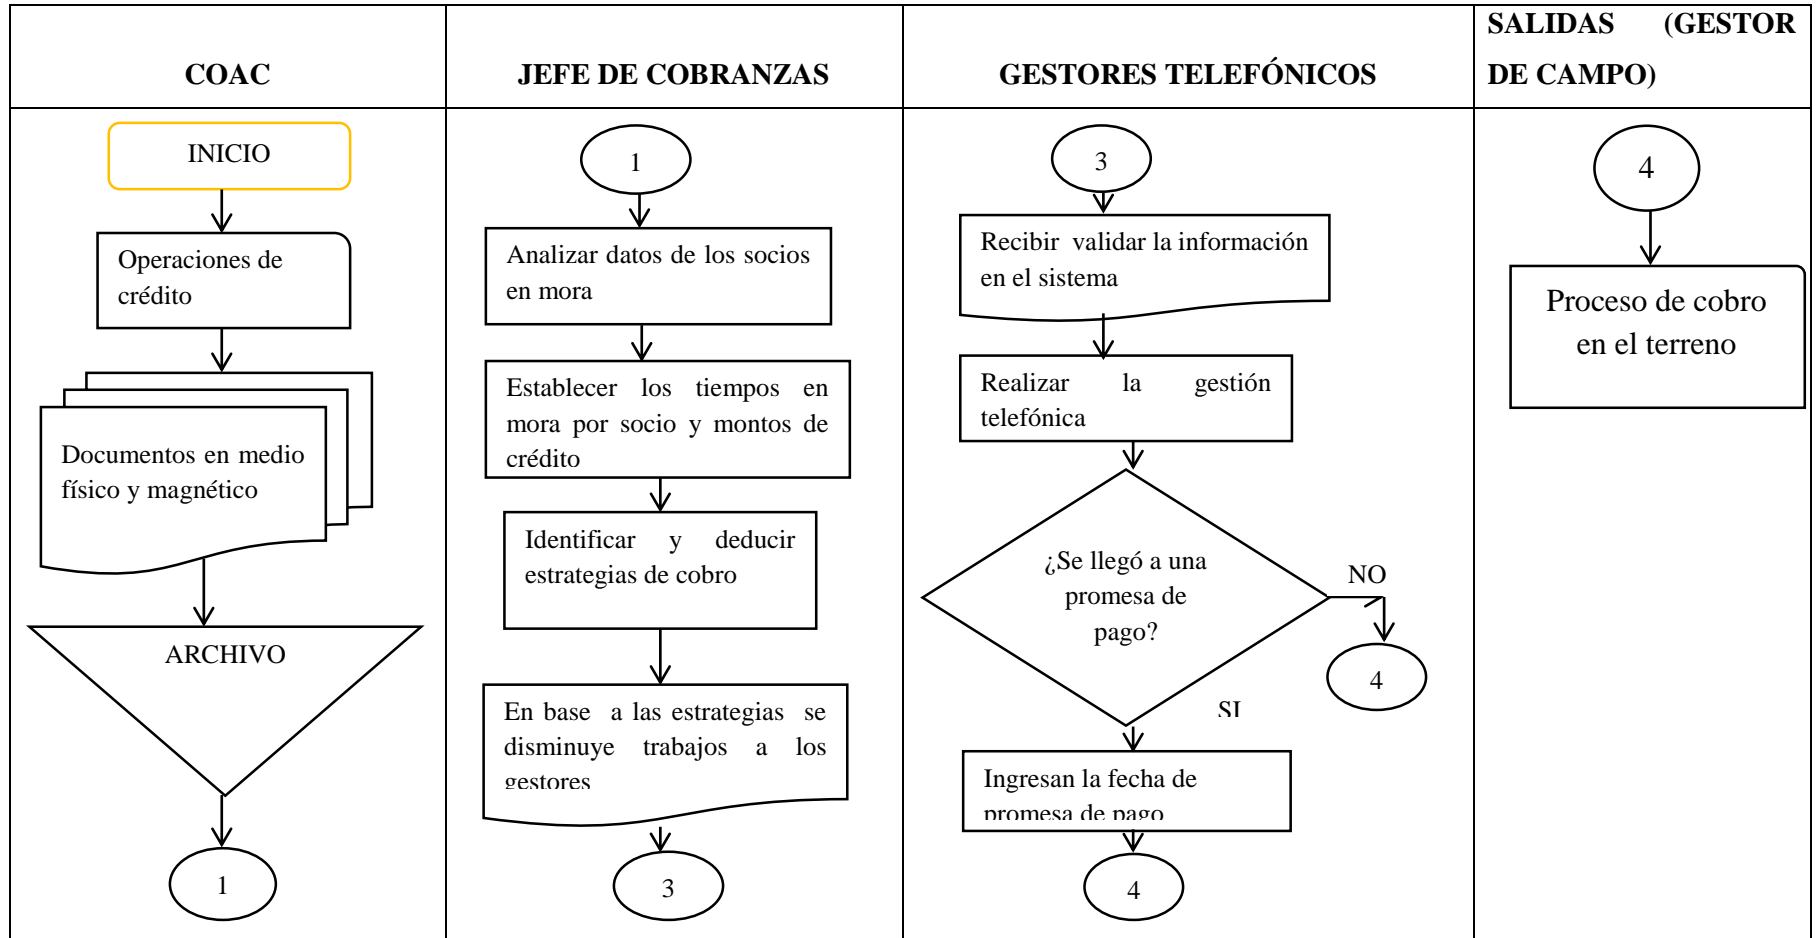 COAC
JEFE DE COBRANZAS
GESTORES TELEFÓNICOS
SALIDAS (GESTOR
DE CAMPO)
INICIO
Operaciones de
crédito
Documentos en medio
físico y magnético
ARCHIVO
1
1
Analizar datos de los socios
en mora
Establecer los tiempos en
mora por socio y montos de
crédito
Identificar y deducir
estrategias de cobro
En base a las estrategias se
disminuye trabajos a los
gestores
3
3
Recibir validar la información
en el sistema
Realizar la gestión
telefónica
¿Se llegó a una
promesa de
pago?
NO
4
SI
Ingresan la fecha de
promesa de pago
4
4
Proceso de cobro
en el terreno